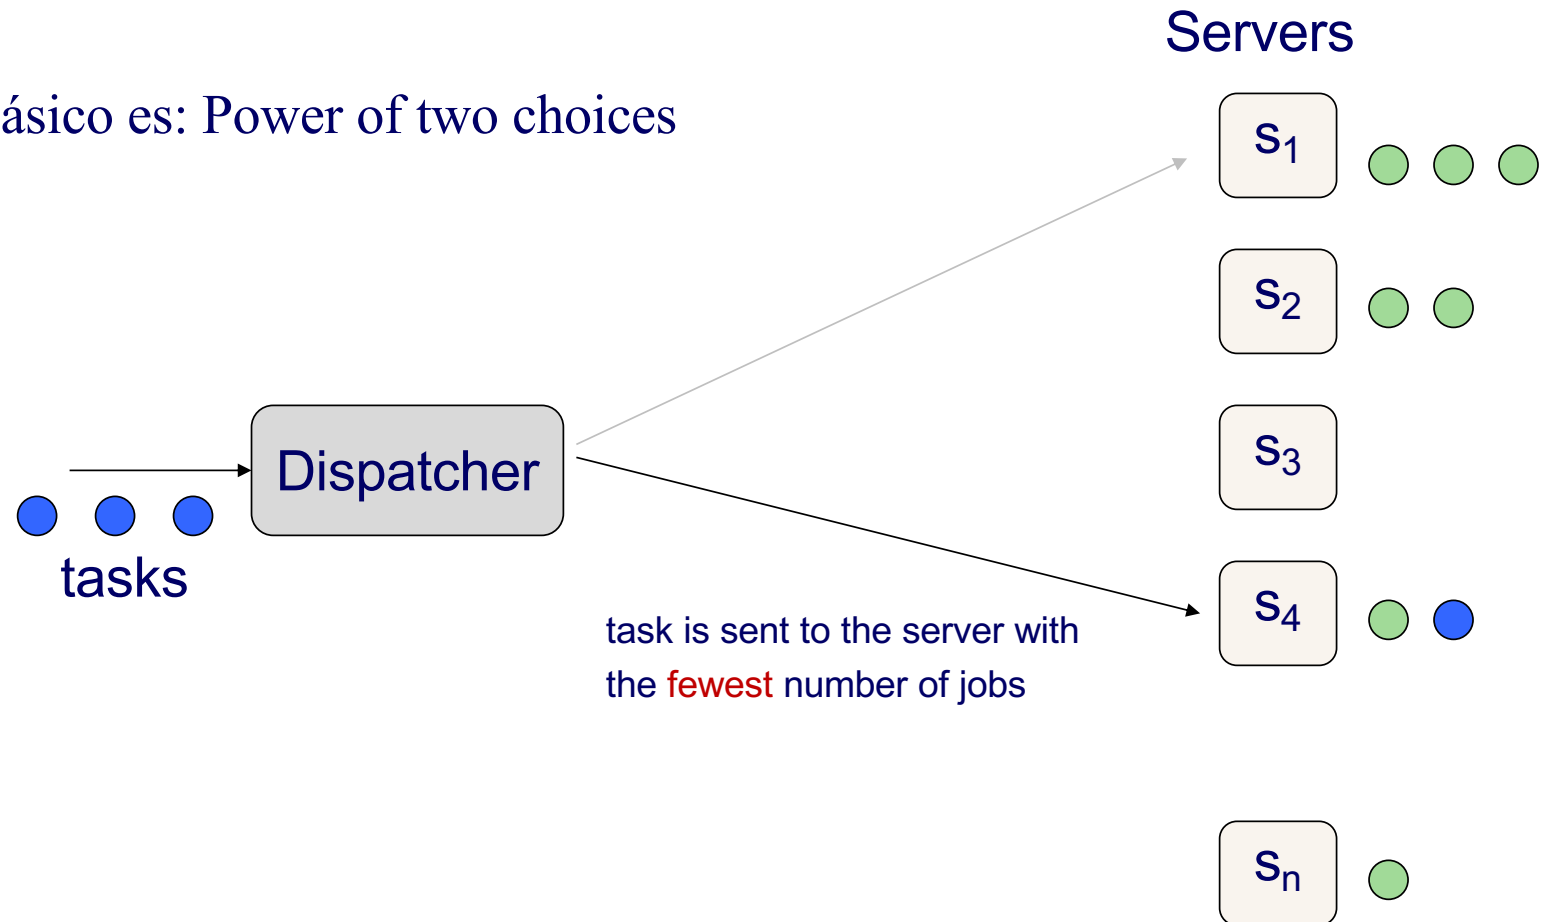 Servers
ásico es: Power of two choices
s1
s2
Dispatcher
s3
tasks
s4
task is sent to the server with
the fewest number of jobs
sn